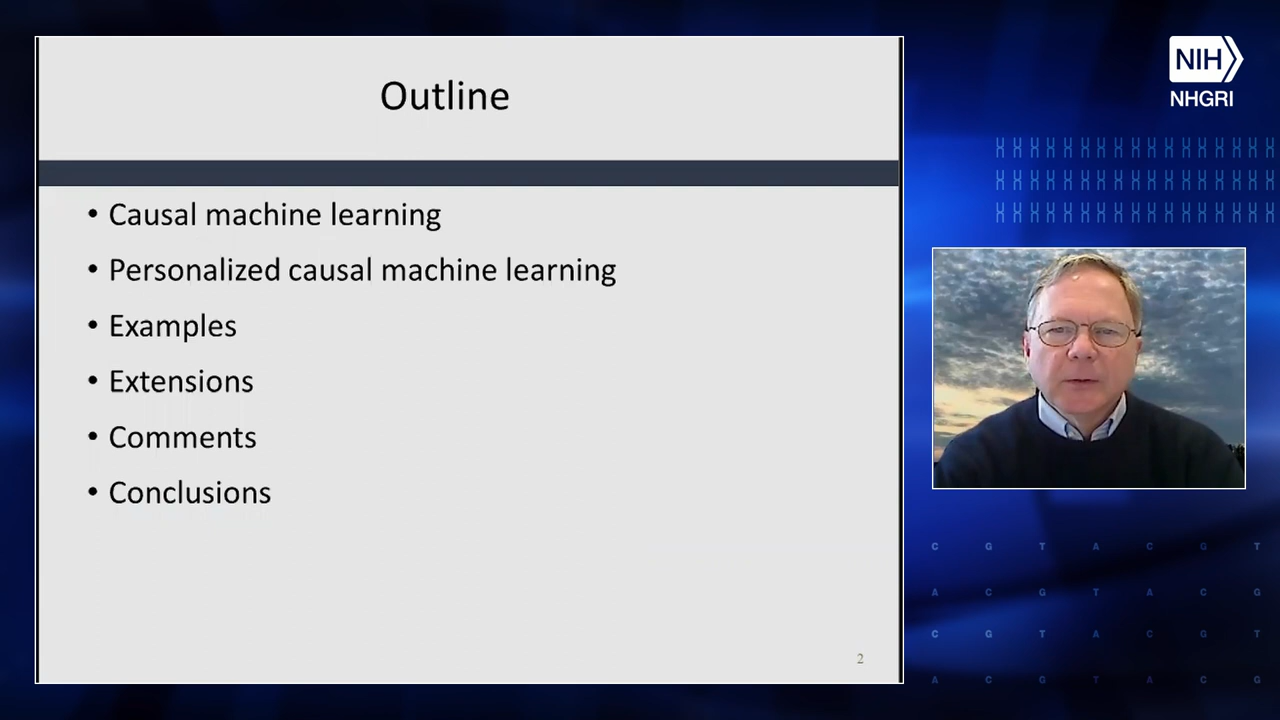 Outline
• Causal machine learning
• Personalized causal machine learning
• Examples
• Extensions
• Comments
• Conclusions
2
NIH
NHGRI
C G T A C G T
A C G T A C G
C G T A C G T
A C G T A C G